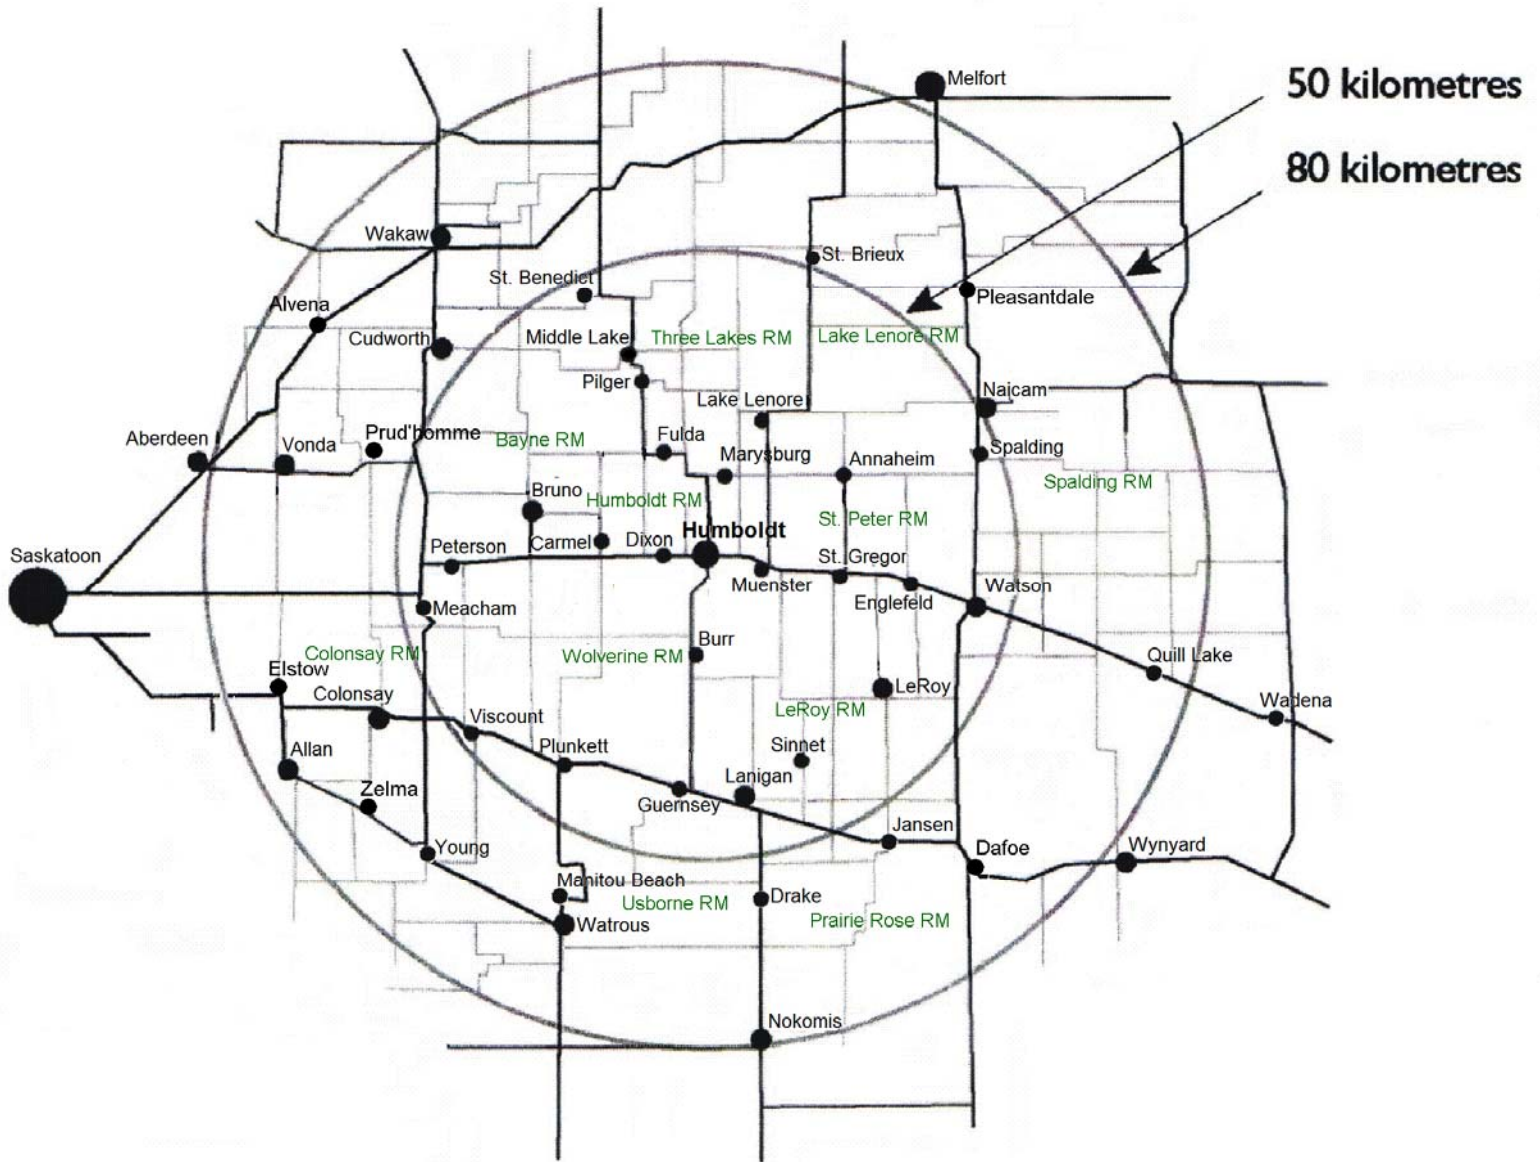 Melfort
50 kilometres
80 kilometres
Wakaw
St. Brieux
St. Benedict
Pleasantdale
Alvena
Cudworth
Middle Lake
Three Lakes RM
Lake Lenore RM
Pilger
Naicam
Lake Lenore
Aberdeen
Vonda
Prud'homme
Bayne RM
Fulda
Marysburg
Annaheim
Spalding
Spalding RM
Bruno
Humboldt RM
St. Peter RM
Saskatoon
Peterson
Carmel
Dixon
Humboldt
St. Gregor
Muenster
Englefeld
Watson
Meacham
Colonsay RM
Wolverine RM
Burr
Quill Lake
Elstow
Colonsay
LeRoy
Wadena
LeRoy RM
Viscount
Plunkett
Sinnet
Allan
Lanigan
Zelma
Guernsey
Jansen
Young
Dafoe
Wynyard
Manitou Beach
Usborne RM
Drake
Prairie Rose RM
Watrous
Nokomis